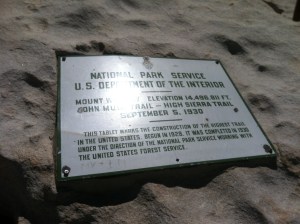 NATIONAL PARK SERVICE
U.S. DEPARTMENT OF THE INTERIOR
MOUNT ELEVATION 14,496.811 FT.
JOHN MUIR TRAIL – HIGH SIERRA TRAIL
SEPTEMBER 5, 1930
THIS TABLET MARKS THE CONSTRUCTION OF THE HIGHEST TRAIL
IN THE UNITED STATES. BEGUN IN 1928, IT WAS COMPLETED IN 1930
UNDER THE DIRECTION OF THE NATIONAL PARK SERVICE WORKING WITH
THE UNITED STATES FOREST SERVICE.